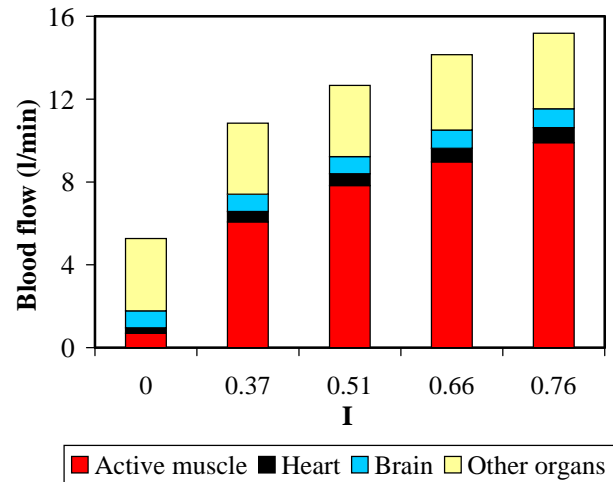 16
12
8
4
0
Blood flow (l/min)
0 0.37 0.51 0.66 0.76
I
Active muscle Heart Brain Other organs